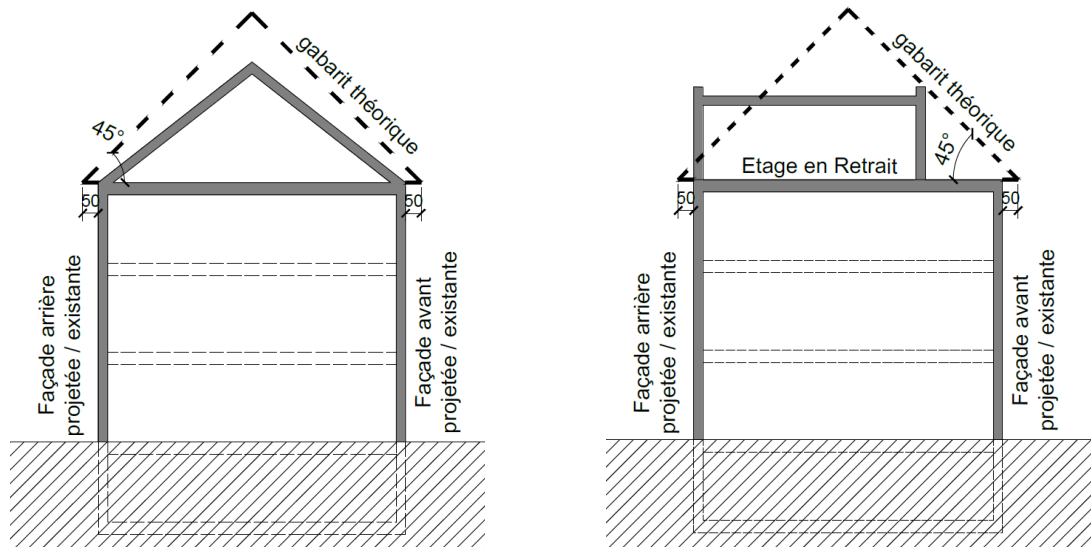 gabarit théorique
45°
50
50
Façade arrière
projetée / existante
Façade avant
projetée / existante
gabarit théorique
45°
Etage en Retrait
50
50
Façade arrière
projetée / existante
Façade avant
projetée / existante